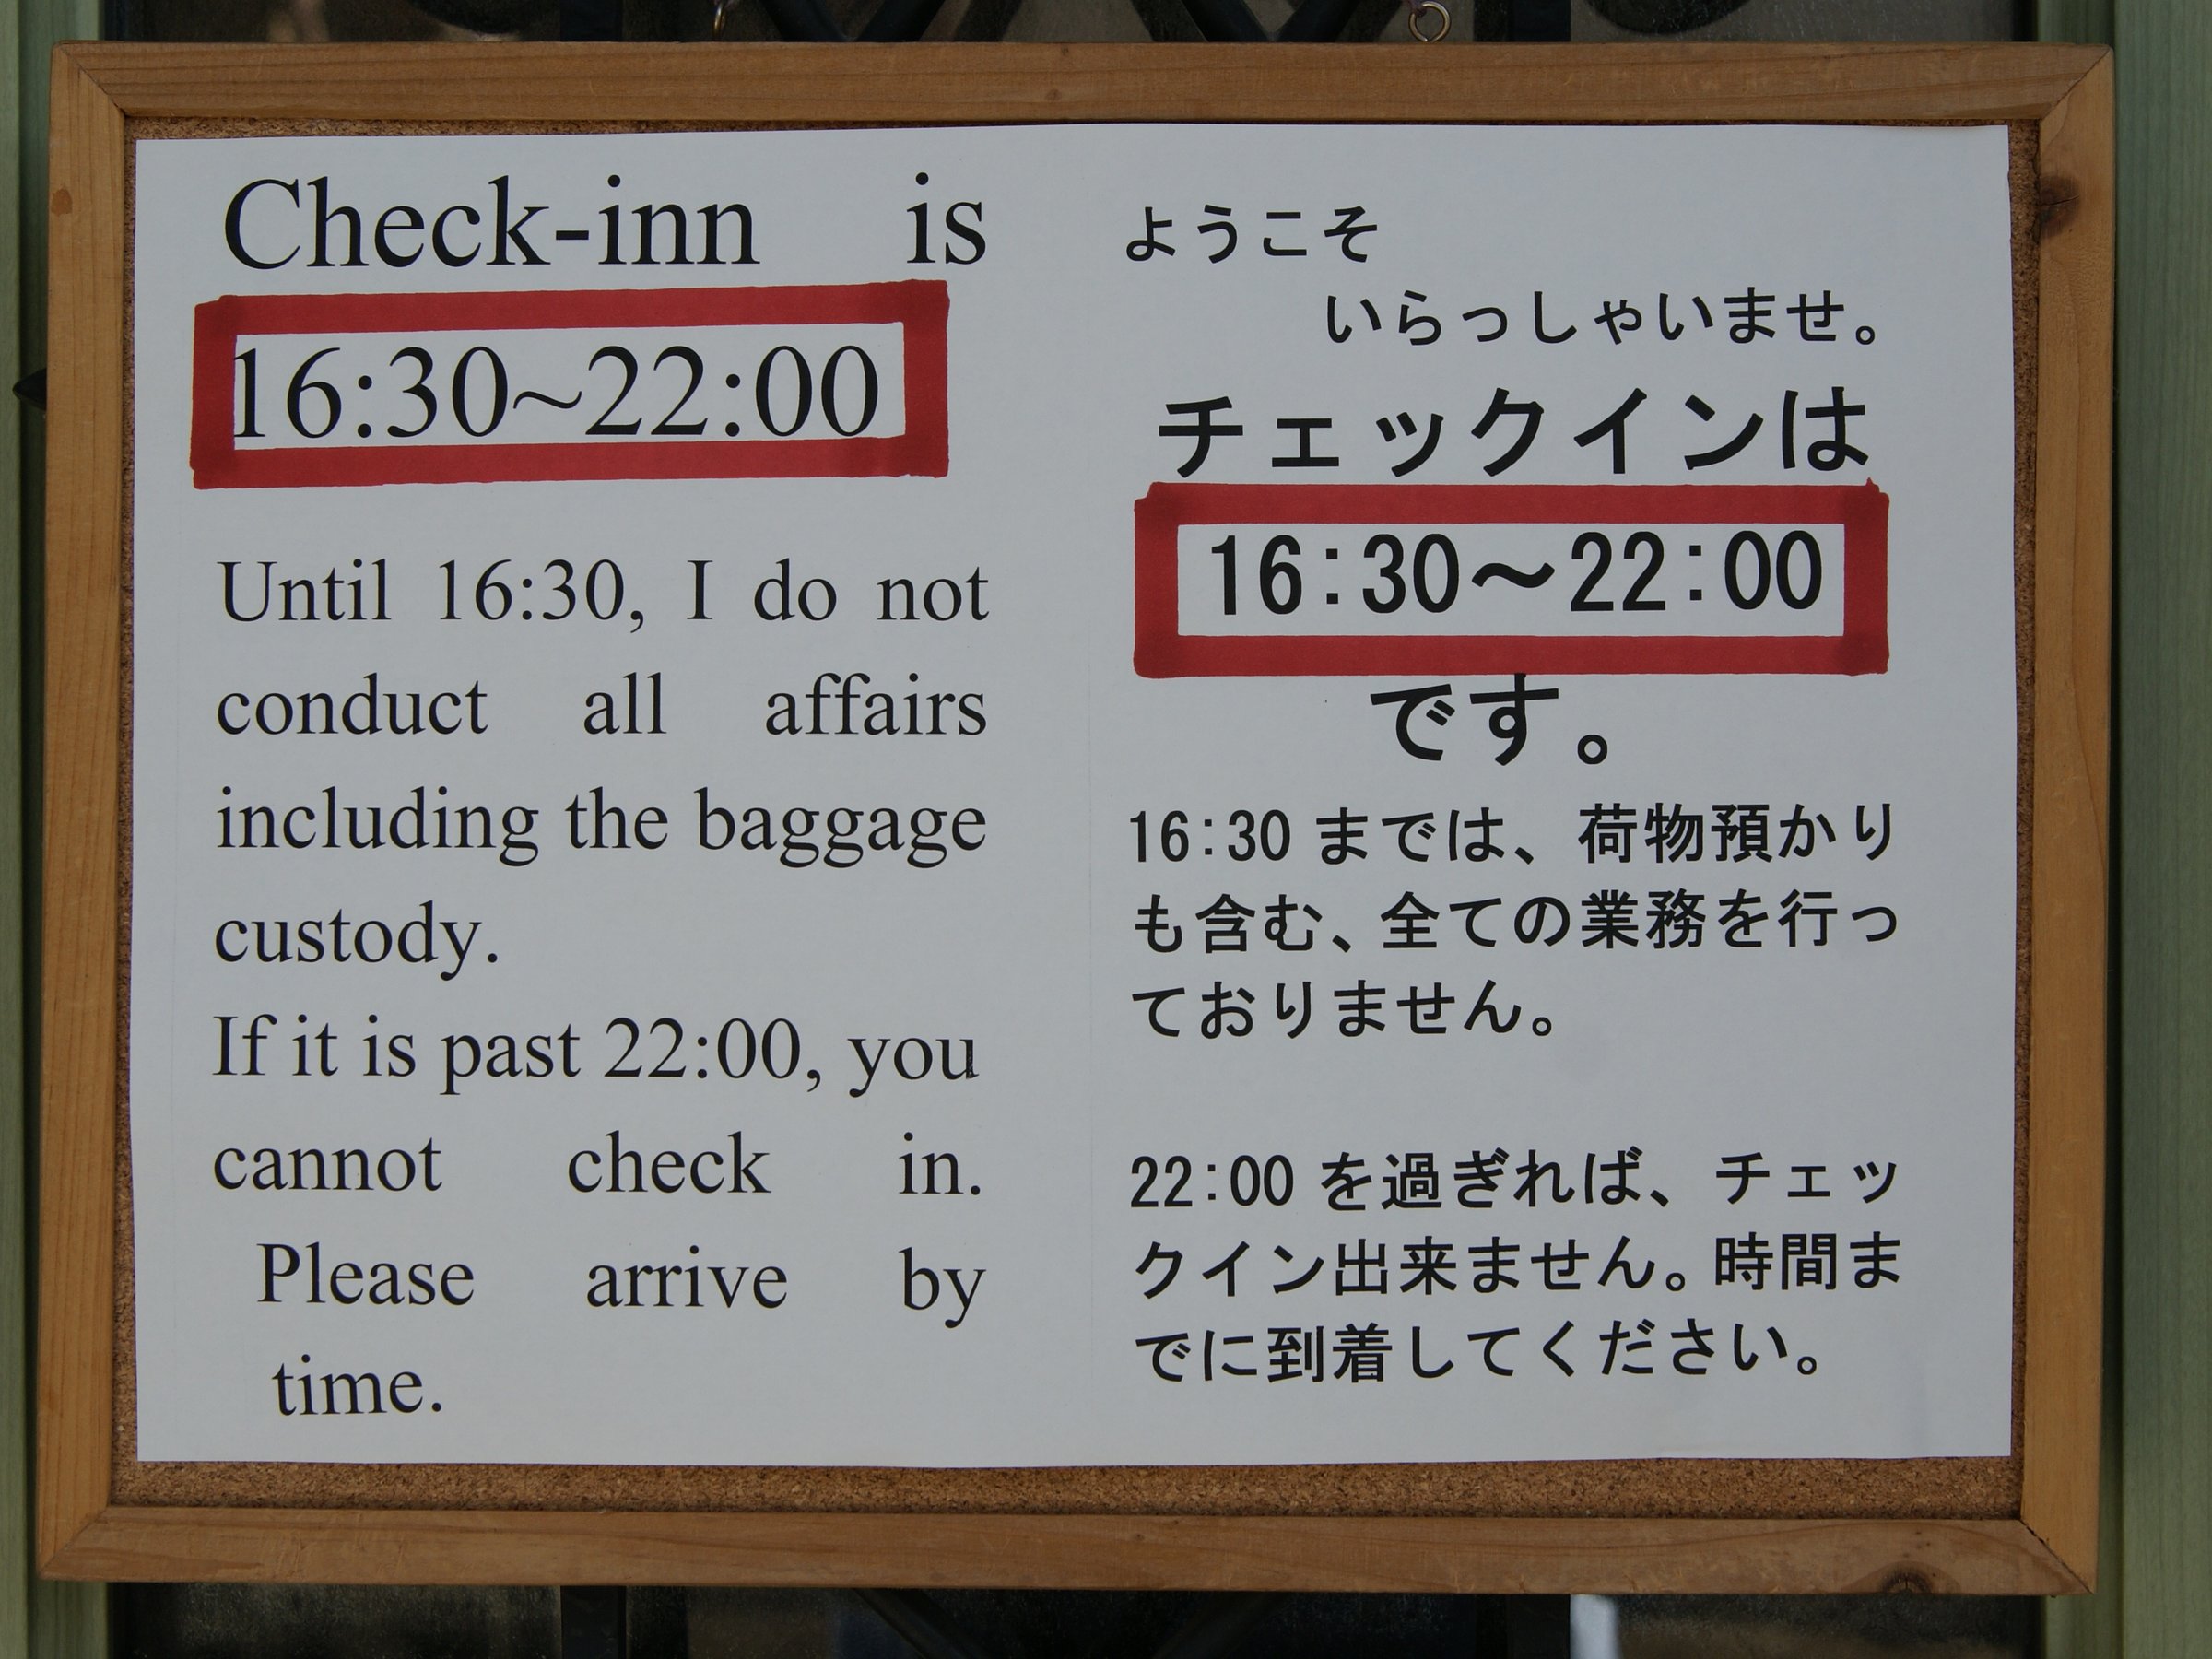 Check-inn is
16:30~22:00
Until 16:30, I do not
conduct all affairs
including the baggage
custody.
If it is past 22:00, you
cannot check in.
Please arrive by
time.
ようこそ
いらっしゃいませ。
チェックインは
16:30～22:00
です。
16:30 までは、荷物預かり
も含む、全ての業務を行っ
ておりません。
22:00 を過ぎれば、チェッ
クイン出来ません。時間ま
でに到着してください。